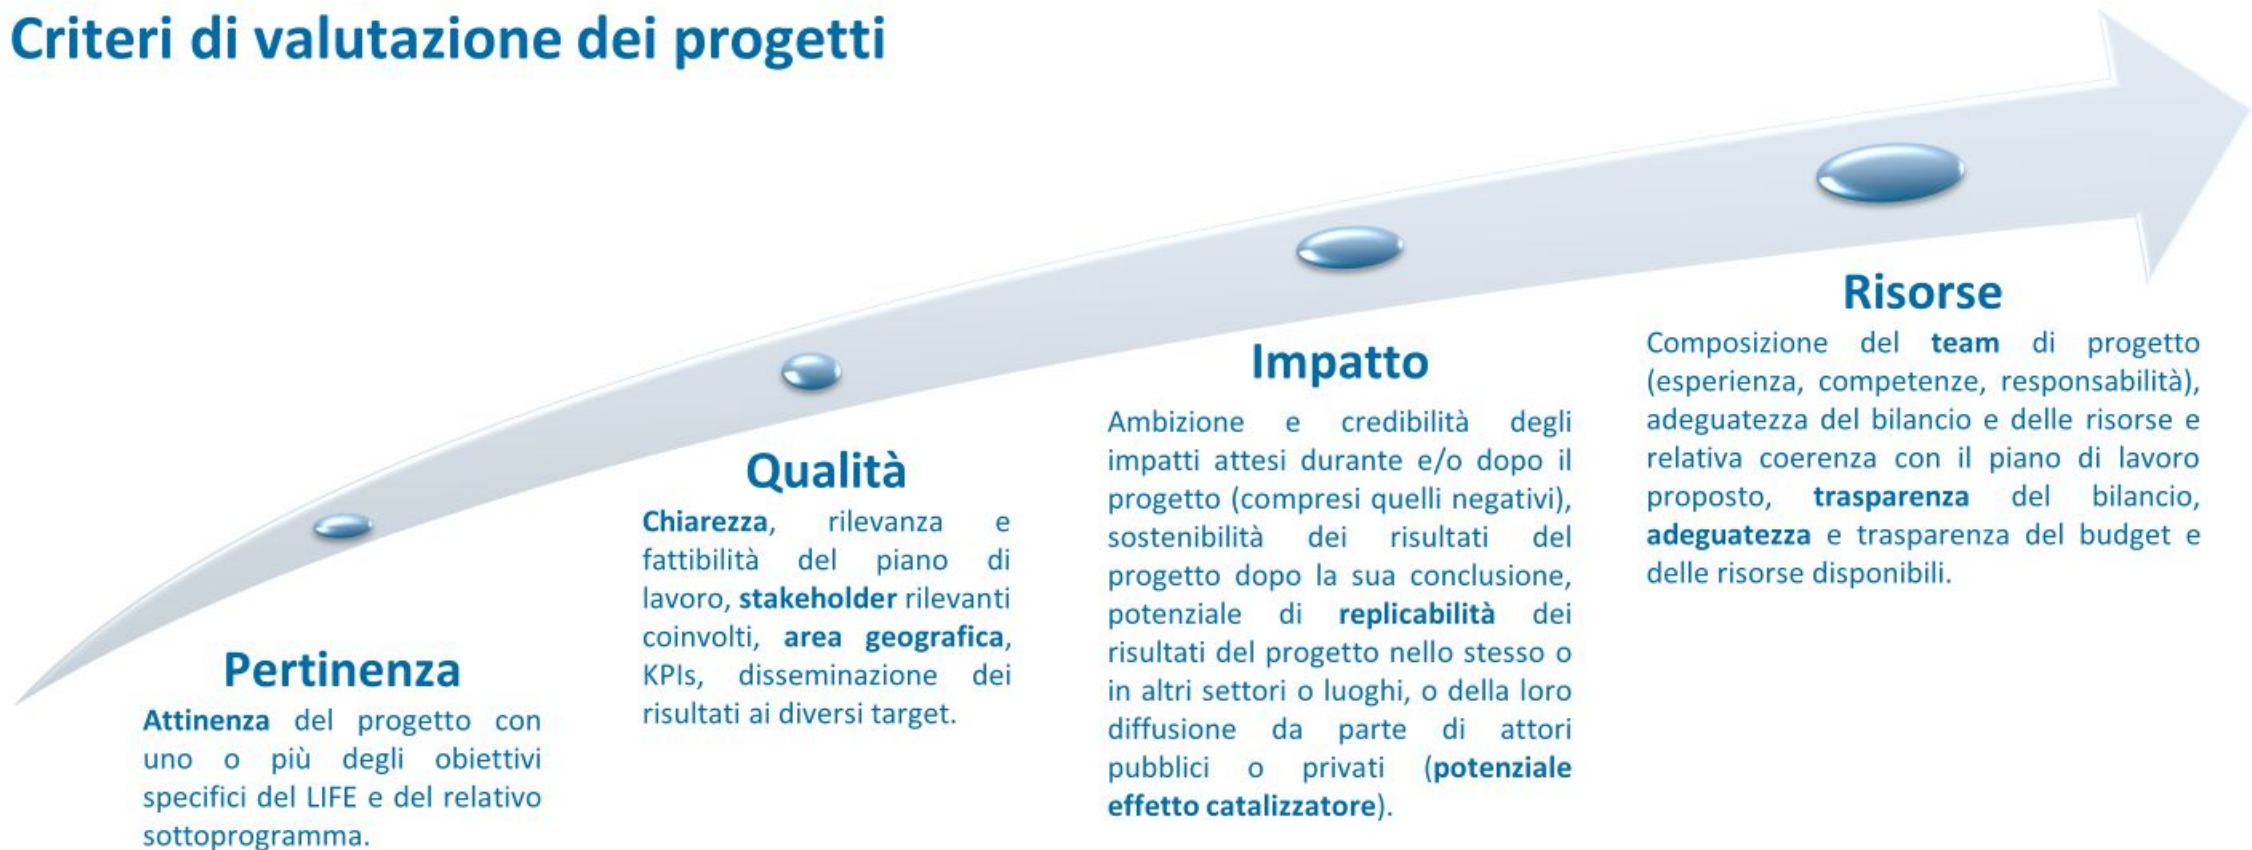 Criteri di valutazione dei progetti
Pertinenza
Attinenza del progetto con
uno o più degli obiettivi
specifici del LIFE e del relativo
sottoprogramma.
Qualità
Chiarezza, rilevanza e
fattibilità del piano di
lavoro, stakeholder rilevanti
coinvolti, area geografica,
KPIs, disseminazione dei
risultati ai diversi target.
Impatto
Ambizione e credibilità degli
impatti attesi durante e/o dopo il
progetto (compresi quelli negativi),
sostenibilità dei risultati del
progetto dopo la sua conclusione,
potenziale di replicabilità dei
risultati del progetto nello stesso o
in altri settori o luoghi, o della loro
diffusione da parte di attori
pubblici o privati (potenziale
effetto catalizzatore).
Risorse
Composizione del team di progetto
(esperienza, competenze, responsabilità),
adeguatezza del bilancio e delle risorse e
relativa coerenza con il piano di lavoro
proposto, trasparenza del bilancio,
adeguatezza e trasparenza del budget e
delle risorse disponibili.